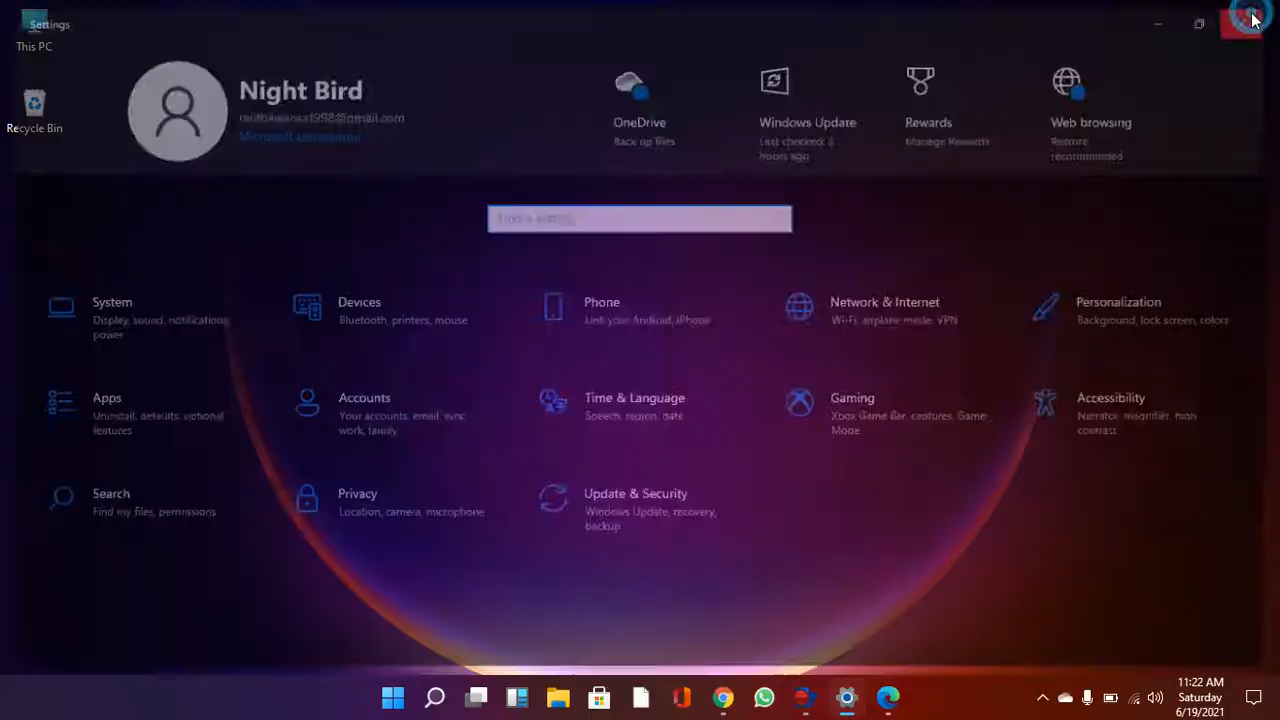 Settings
This PC
Recycle Bin
Night Bird
OneDrive
Back up files
Windows Update
Last checked: 
hours ago
Rewards
Manage Rewards
Web browsing
Restore
recommended
Find a setting
System
Display, sound, notifications,
power
Devices
Bluetooth, printers, mouse
Phone
Link your Android, iPhone
Network & Internet
Wi-Fi, airplane mode, VPN
Personalization
Background, lock screen, colors
Apps
Uninstall, defaults, optional
features
Accounts
Your accounts, email, sync,
work, family
Time & Language
Speech, region, date
Gaming
Xbox Game Bar, captures, Game
Mode
Accessibility
Narrator, magnifier, high
contrast
Search
Find my files, permissions
Privacy
Location, camera, microphone
Update & Security
Windows Update, recovery,
backup
11:22 AM
Saturday
6/19/2021